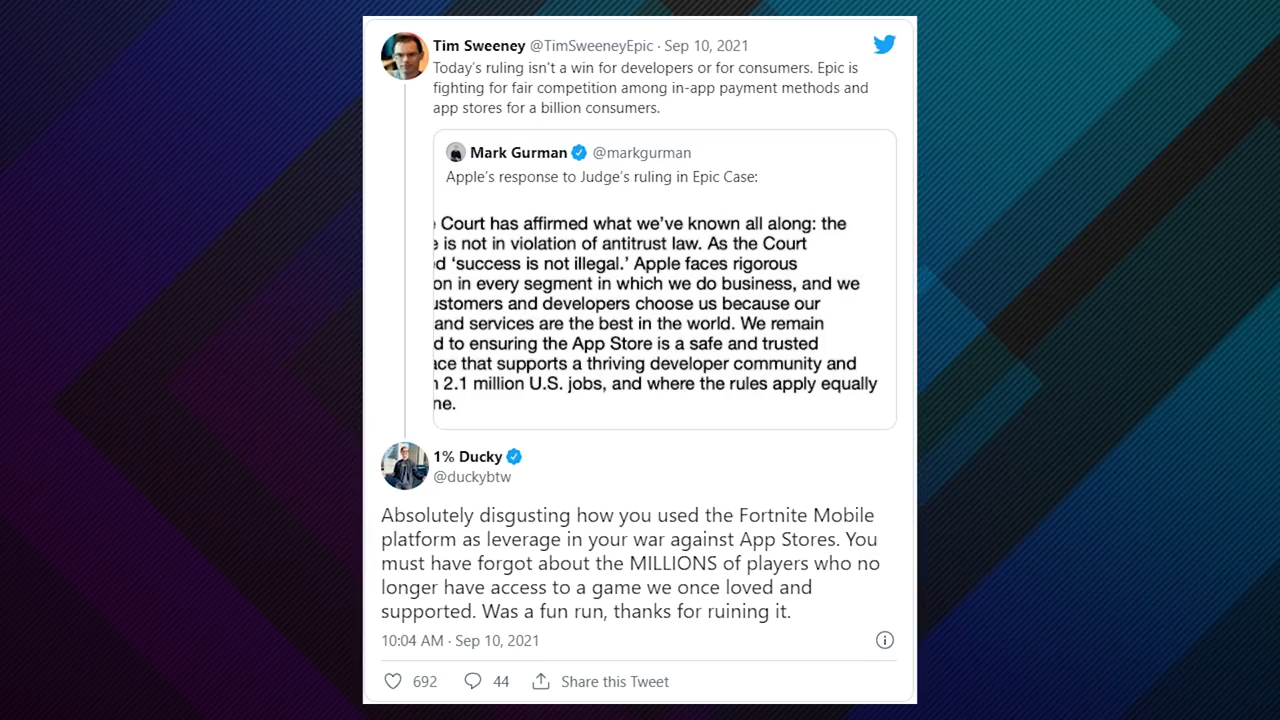 Tim Sweeney @TimSweeneyEpic · Sep 10, 2021
Today's ruling isn't a win for developers or for consumers. Epic is
fighting for fair competition among in-app payment methods and
app stores for a billion consumers.
Mark Gurman @markgurman
Apple's response to Judge's ruling in Epic Case:
Court has affirmed what we've known all along: the
e is not in violation of antitrust law. As the Court
d ‘success is not illegal.’ Apple faces rigorous
on in every segment in which we do business, and we
ustomers and developers choose us because our
and services are the best in the world. We remain
d to ensuring the App Store is a safe and trusted
ace that supports a thriving developer community and
2.1 million U.S. jobs, and where the rules apply equally
ne.
1% Ducky
@duckybtw
Absolutely disgusting how you used the Fortnite Mobile
platform as leverage in your war against App Stores. You
must have forgot about the MILLIONS of players who no
longer have access to a game we once loved and
supported. Was a fun run, thanks for ruining it.
10:04 AM · Sep 10, 2021
692 44 Share this Tweet